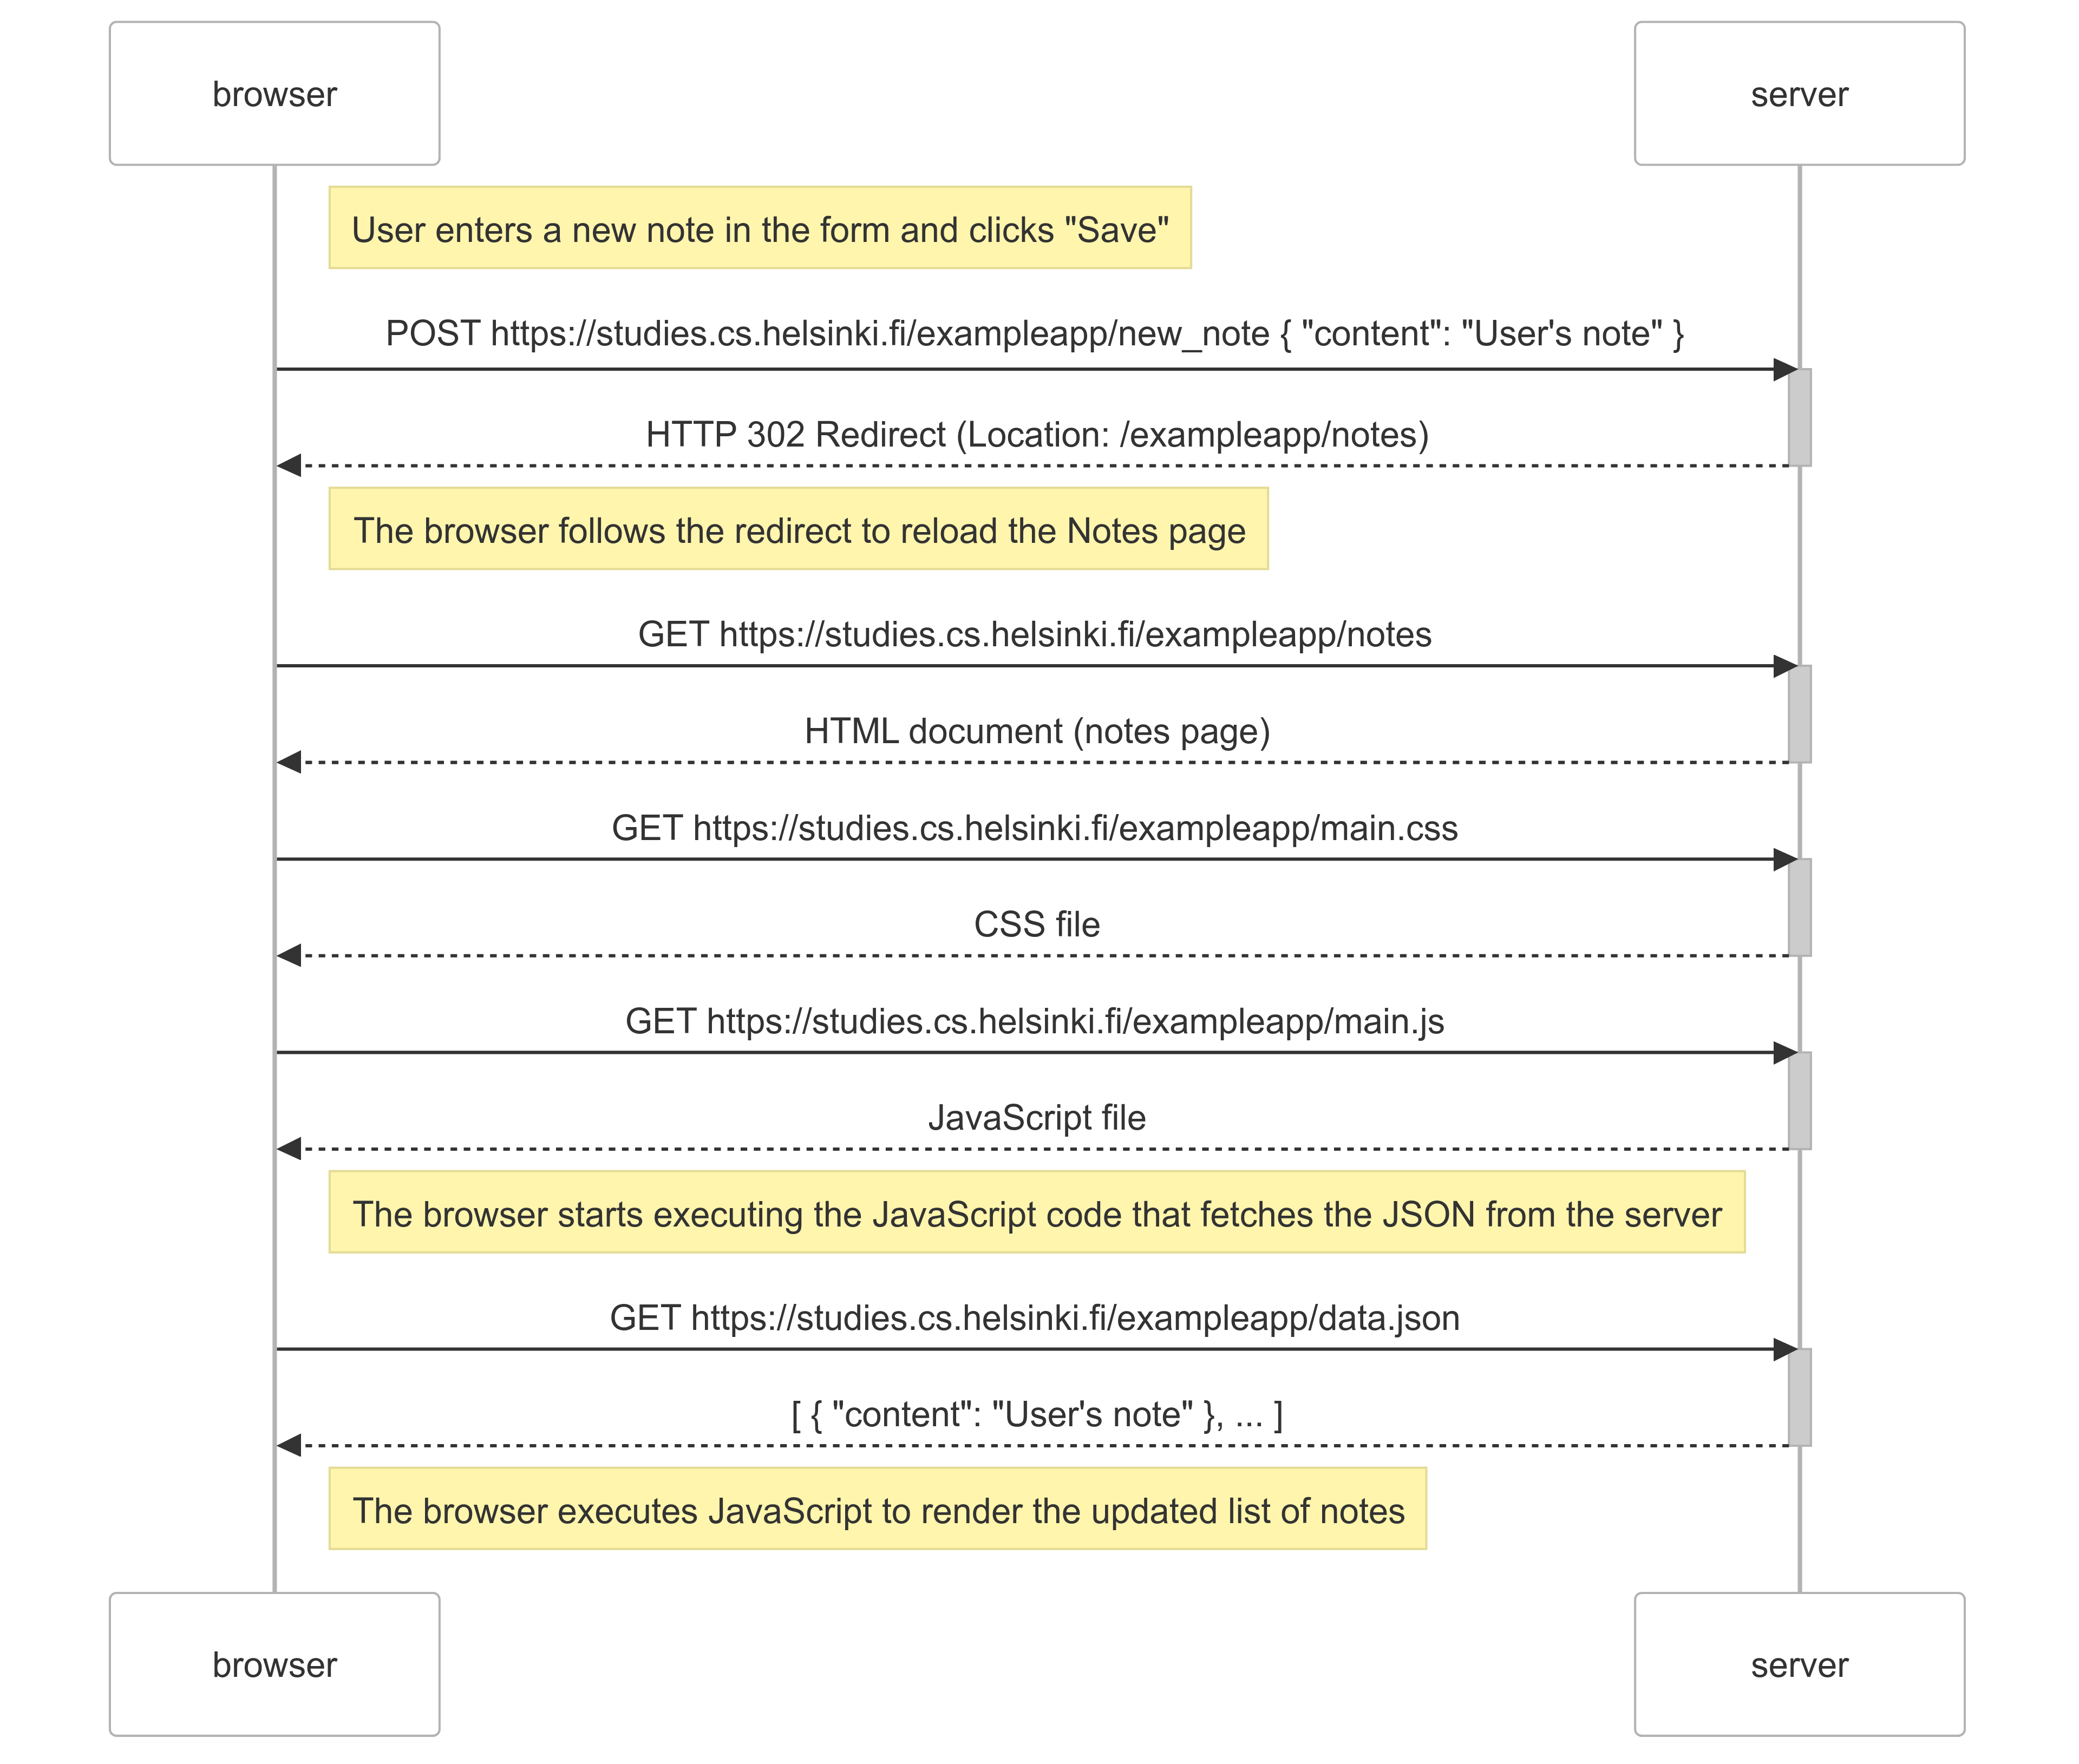 browser
server
User enters a new note in the form and clicks "Save"
POST https://studies.cs.helsinki.fi/exampleapp/new_note { "content": "User's note" }
HTTP 302 Redirect (Location: /exampleapp/notes)
The browser follows the redirect to reload the Notes page
GET https://studies.cs.helsinki.fi/exampleapp/notes
HTML document (notes page)
GET https://studies.cs.helsinki.fi/exampleapp/main.css
CSS file
GET https://studies.cs.helsinki.fi/exampleapp/main.js
JavaScript file
The browser starts executing the JavaScript code that fetches the JSON from the server
GET https://studies.cs.helsinki.fi/exampleapp/data.json
[ { "content": "User's note" }, ... ]
The browser executes JavaScript to render the updated list of notes
browser
server